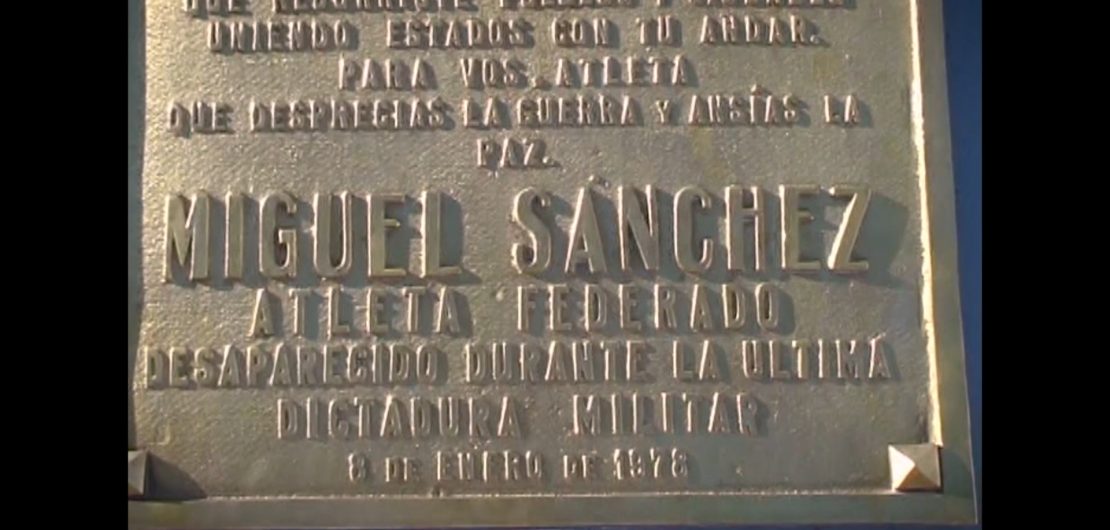 UNIENDO ESTADOS CON TU ANDAR.
PARA VOS, ATLETA
QUE DESPRECIAS LA GUERRA Y ANSÍAS LA
PAZ.
MIGUEL SÁNCHEZ
ATLETA FEDERADO
DESAPARECIDO DURANTE LA ULTIMA
DICTADURA MILITAR
8 DE ENERO DE 1978